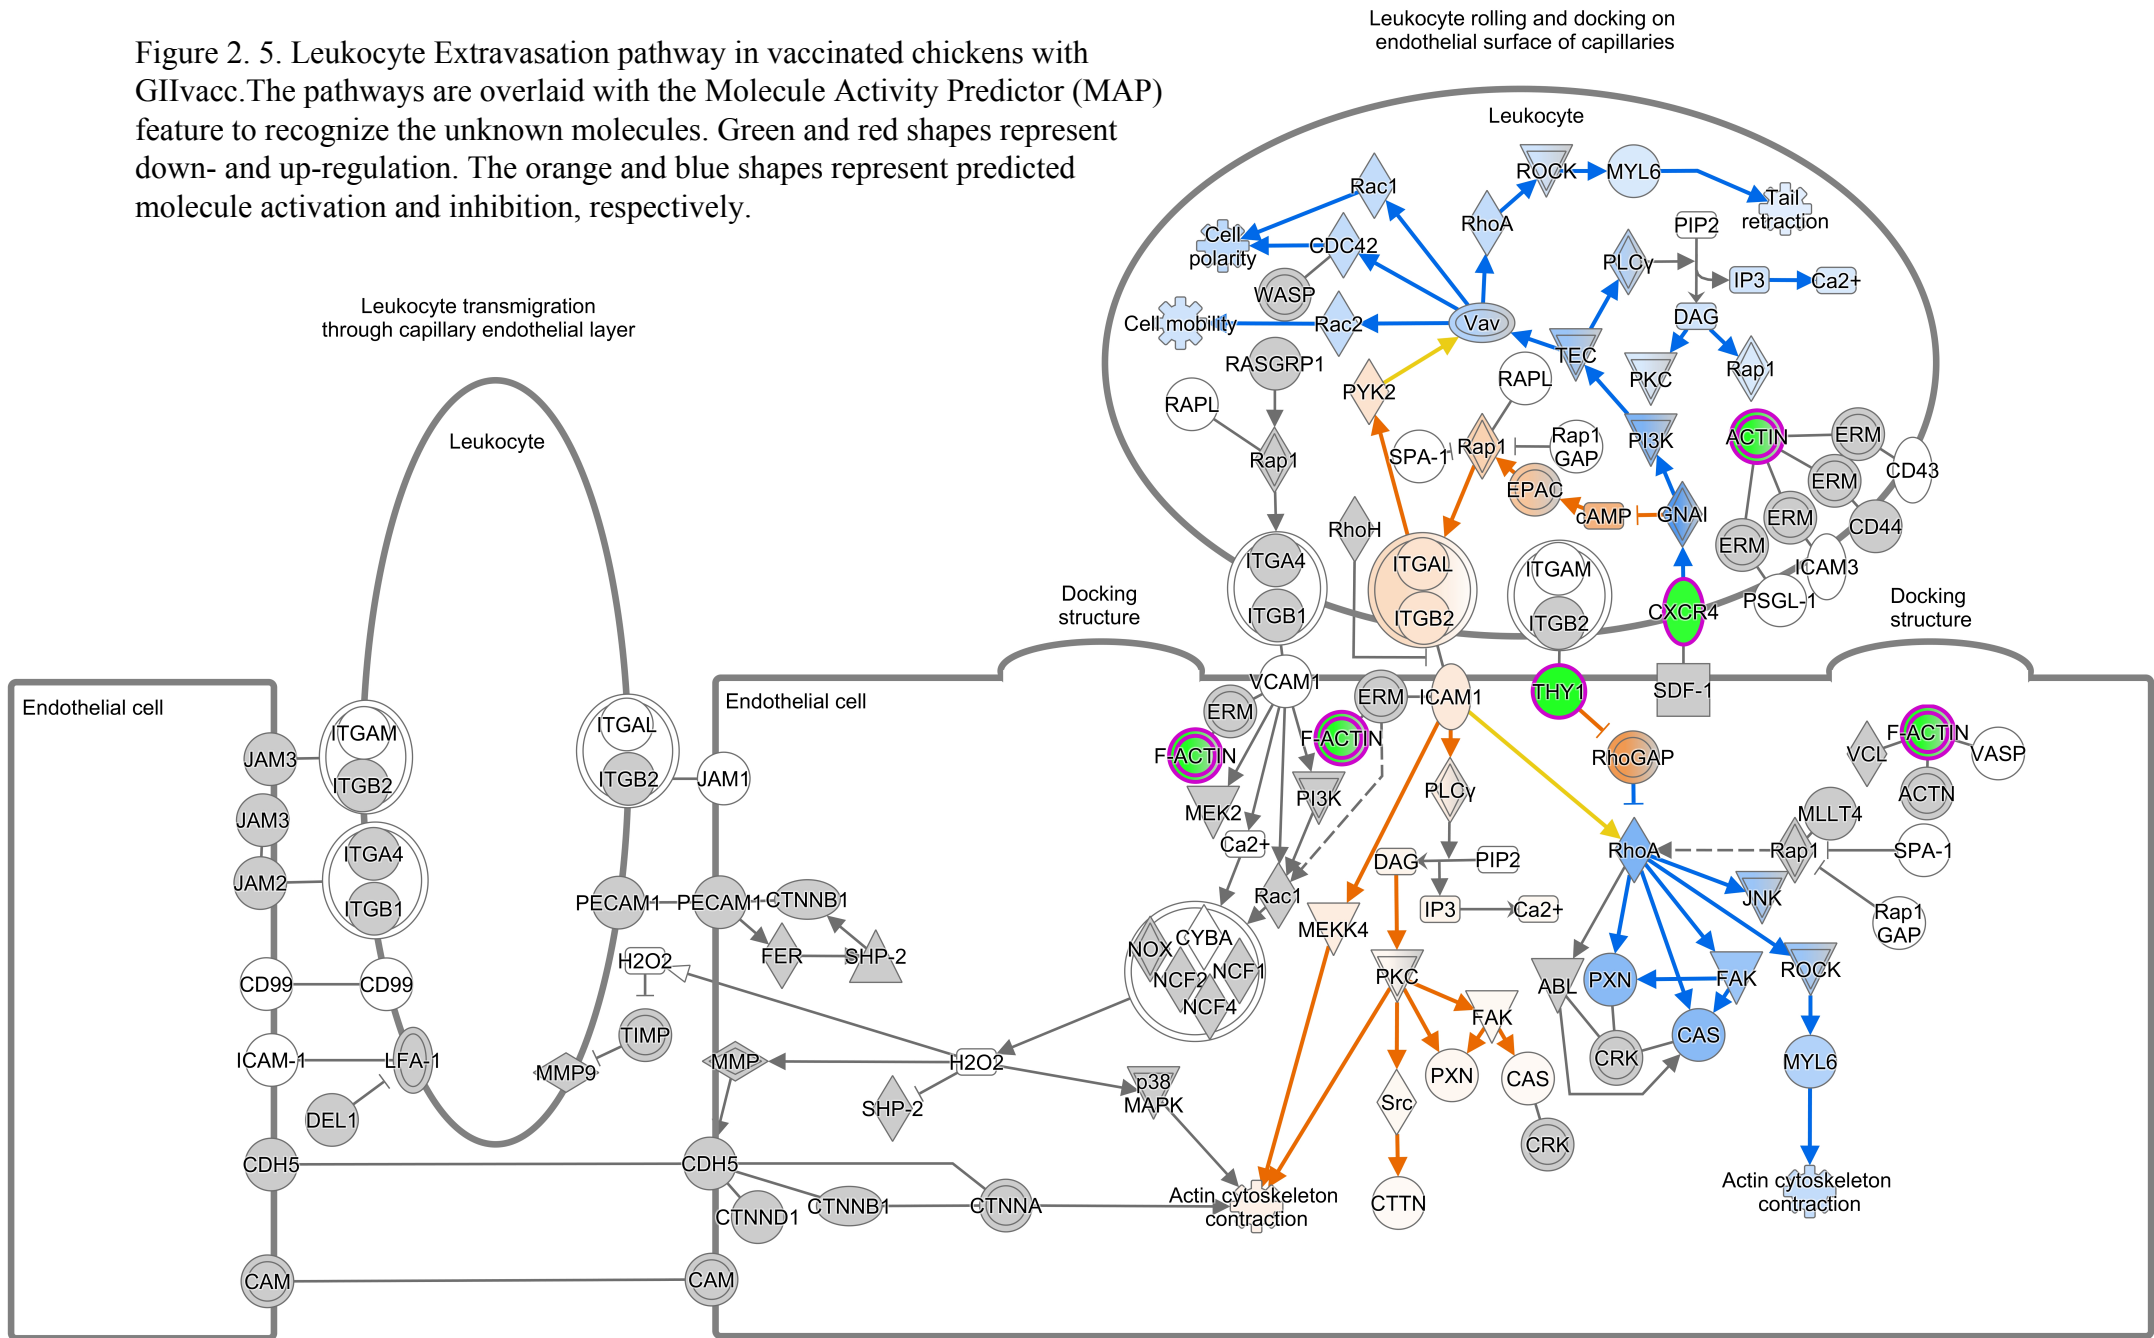 Figure 2. 5. Leukocyte Extravasation pathway in vaccinated chickens with
GIIvacc.The pathways are overlaid with the Molecule Activity Predictor (MAP)
feature to recognize the unknown molecules. Green and red shapes represent
down- and up-regulation. The orange and blue shapes represent predicted
molecule activation and inhibition, respectively.
Leukocyte rolling and docking on
endothelial surface of capillaries
Leukocyte
Rac1
ROCK
MYL6
Tail
retraction
RhoA
PIP2
Cell
polarity
CDC42
PLCγ
IP3
Ca2+
WASP
DAG
Cell mobility
Rac2
Vav
TEC
RASGRP1
PKC
Rap1
RAPL
PYK2
RAPL
Rap1
SPA-1
Rap1
Rap1
GAP
PI3K
ACTIN
ERM
CD43
EPAC
ERM
cAMP
GNAI
ERM
CD44
RhoH
ERM
ITGA4
ITGB1
ITGAL
ITGB2
ITGAM
ITGB2
ICAM3
PSGL-1
CXCR4
Docking
structure
Docking
structure
Leukocyte transmigration
through capillary endothelial layer
Leukocyte
Endothelial cell
Endothelial cell
JAM3
ITGAM
ITGB2
ITGAL
ITGB2
JAM1
JAM3
ITGA4
JAM2
ITGB1
PECAM1
PECAM1
CTNNB1
FER
SHP-2
CD99
CD99
H2O2
TIMP
ICAM-1
LFA-1
MMP9
MMP
DEL1
CDH5
CDH5
CTNND1
CTNNB1
CTNNA
CAM
CAM
VCAM1
ERM
ERM
ICAM1
THY1
SDF-1
F-ACTIN
F-ACTIN
MEK2
PI3K
PLCγ
RhoGAP
VCL
F-ACTIN
VASP
ACTN
MLLT4
Ca2+
DAG
PIP2
RhoA
Rap1
SPA-1
Rac1
IP3
Ca2+
JNK
Rap1
GAP
MEKK4
NOX
CYBA
NCF2
NCF1
NCF4
PKC
FAK
ABL
PXN
FAK
ROCK
CAS
H2O2
SHP-2
p38
MAPK
PXN
CAS
CRK
MYL6
Src
CRK
Actin cytoskeleton
contraction
CTTN
Actin cytoskeleton
contraction